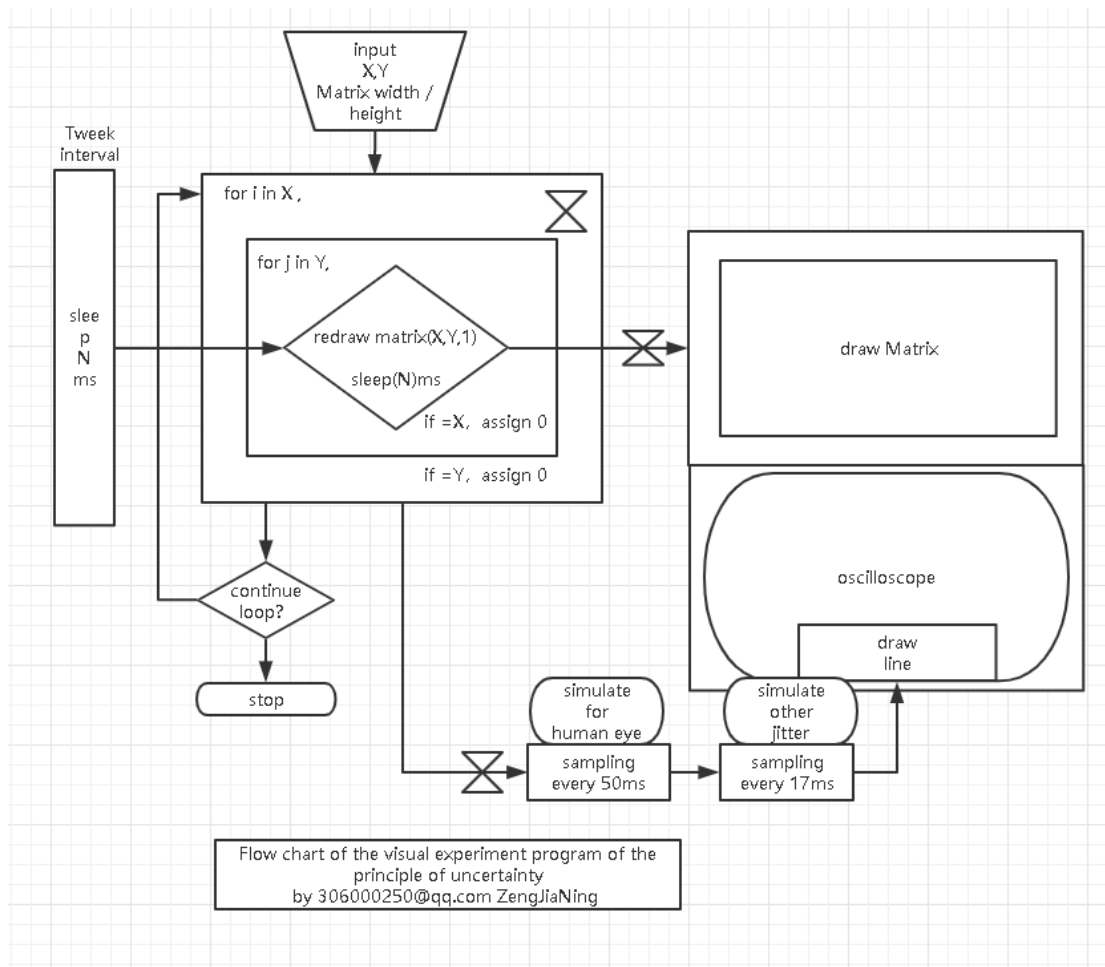 input
X,Y
Matrix width /
height
Tweek
interval
slee
p
N
ms
for i in X ,
for j in Y,
redraw matrix(X,Y,1)
sleep(N)ms
if =X, assign 0
if =Y, assign 0
draw Matrix
oscilloscope
draw
line
continue
loop?
stop
simulate
for
human eye
sampling
every 50ms
simulate
other
jitter
sampling
every 17ms
Flow chart of the visual experiment program of the
principle of uncertainty
by 306000250@qq.com ZengJiaNing